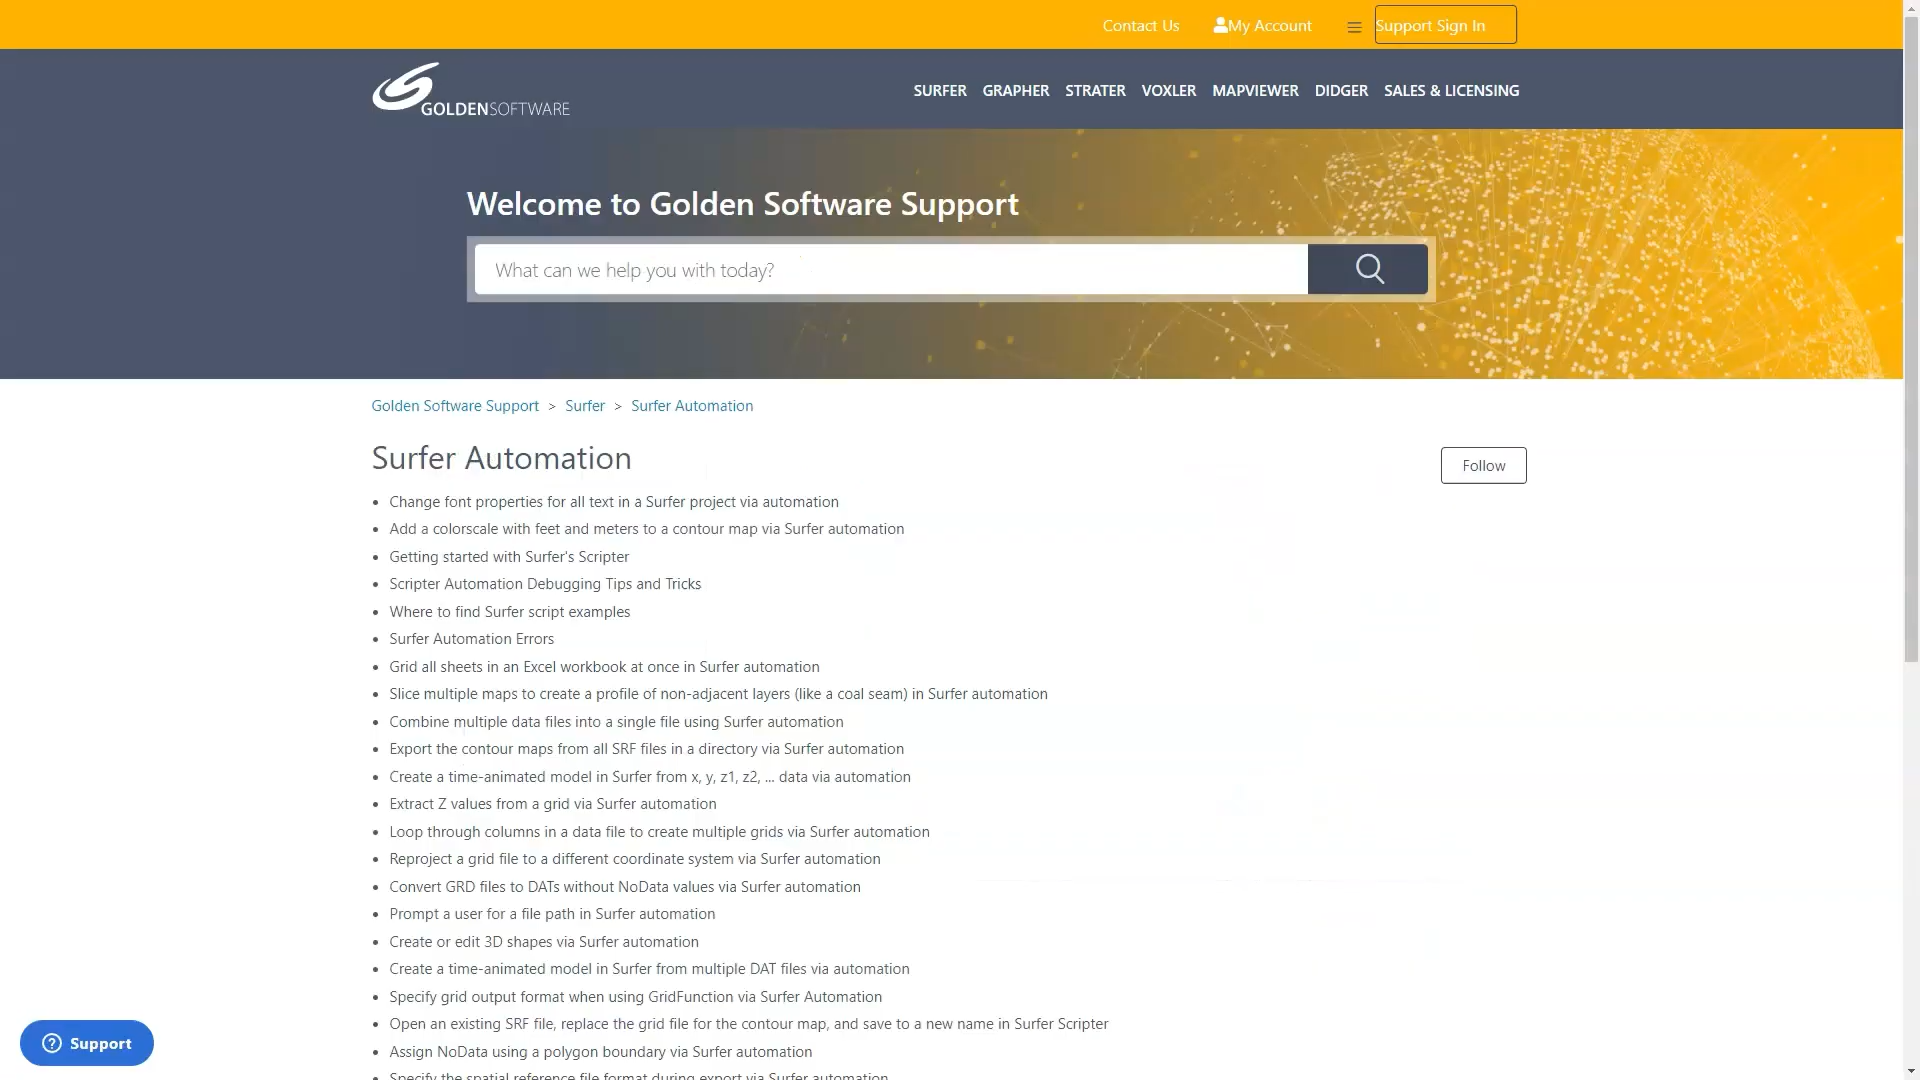 Contact Us My Account Support Sign In
GOLDENSOFTWARE
SURFER GRAPHER STRATER VOXLER MAPVIEWER DIDGER SALES & LICENSING
Welcome to Golden Software Support
What can we help you with today?
Golden Software Support > Surfer > Surfer Automation
Surfer Automation
Follow
Change font properties for all text in a Surfer project via automation
Add a colorscale with feet and meters to a contour map via Surfer automation
Getting started with Surfer's Scripter
Scripter Automation Debugging Tips and Tricks
Where to find Surfer script examples
Surfer Automation Errors
Grid all sheets in an Excel workbook at once in Surfer automation
Slice multiple maps to create a profile of non-adjacent layers (like a coal seam) in Surfer automation
Combine multiple data files into a single file using Surfer automation
Export the contour maps from all SRF files in a directory via Surfer automation
Create a time-animated model in Surfer from x, y, z1, z2, ... data via automation
Extract Z values from a grid via Surfer automation
Loop through columns in a data file to create multiple grids via Surfer automation
Reproject a grid file to a different coordinate system via Surfer automation
Convert GRD files to DATs without NoData values via Surfer automation
Prompt a user for a file path in Surfer automation
Create or edit 3D shapes via Surfer automation
Create a time-animated model in Surfer from multiple DAT files via automation
Specify grid output format when using GridFunction via Surfer Automation
Open an existing SRF file, replace the grid file for the contour map, and save to a new name in Surfer Scripter
Assign NoData using a polygon boundary via Surfer automation
Specify the spatial reference file format during export via Surfer automation
Support